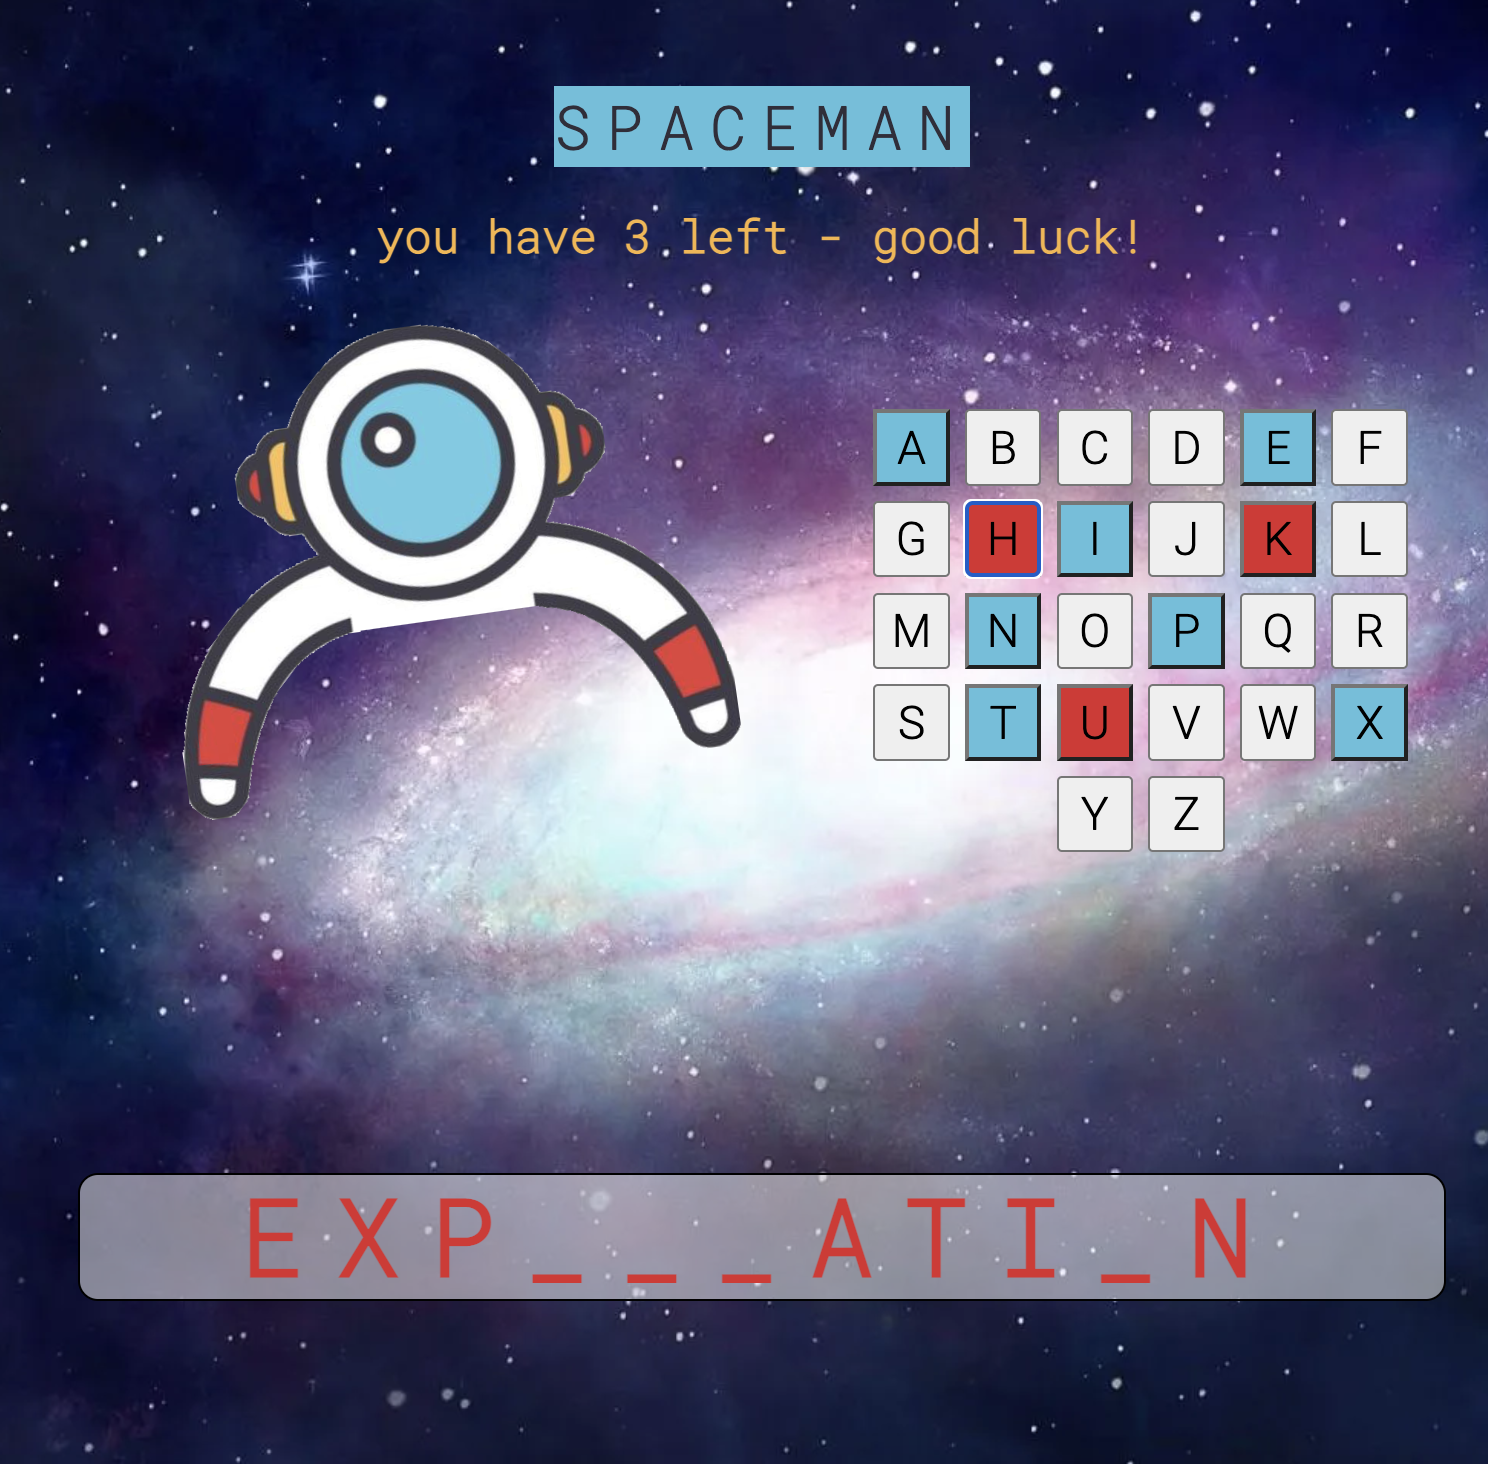 SPACEMAN
you have 3 left - good luck!
A B C D E F
G H I J K L
M N O P Q R
S T U V W X
Y Z
EXP___ATI_N